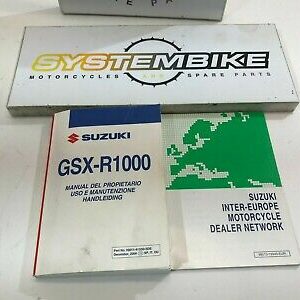 SYSTEMBIKE
MOTORCYCLES AND SPARE PARTS
SUZUKI
GSX-R1000
MANUAL DEL PROPIETARIO
USO E MANUTENZIONE
HANDLEIDING
SUZUKI
INTER-EUROPE
MOTORCYCLE
DEALER NETWORK